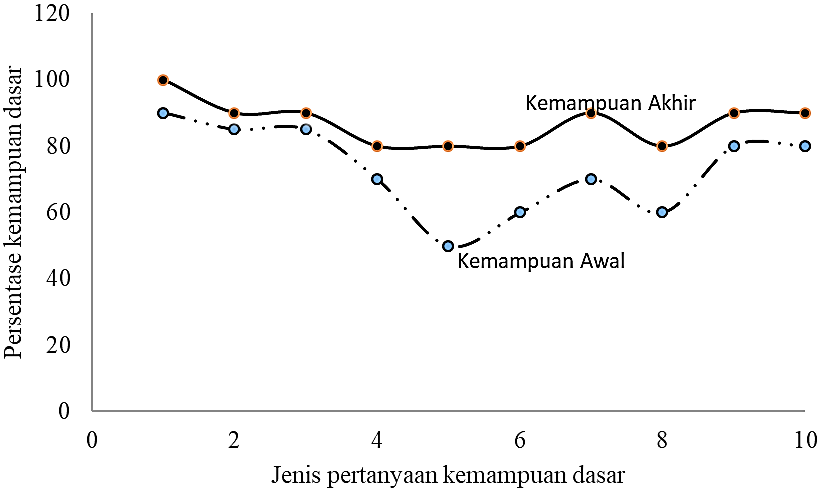 120
100
80
60
40
20
0
Persentase kemampuan dasar
Kemampuan Akhir
Kemampuan Awal
0 2 4 6 8 10
Jenis pertanyaan kemampuan dasar